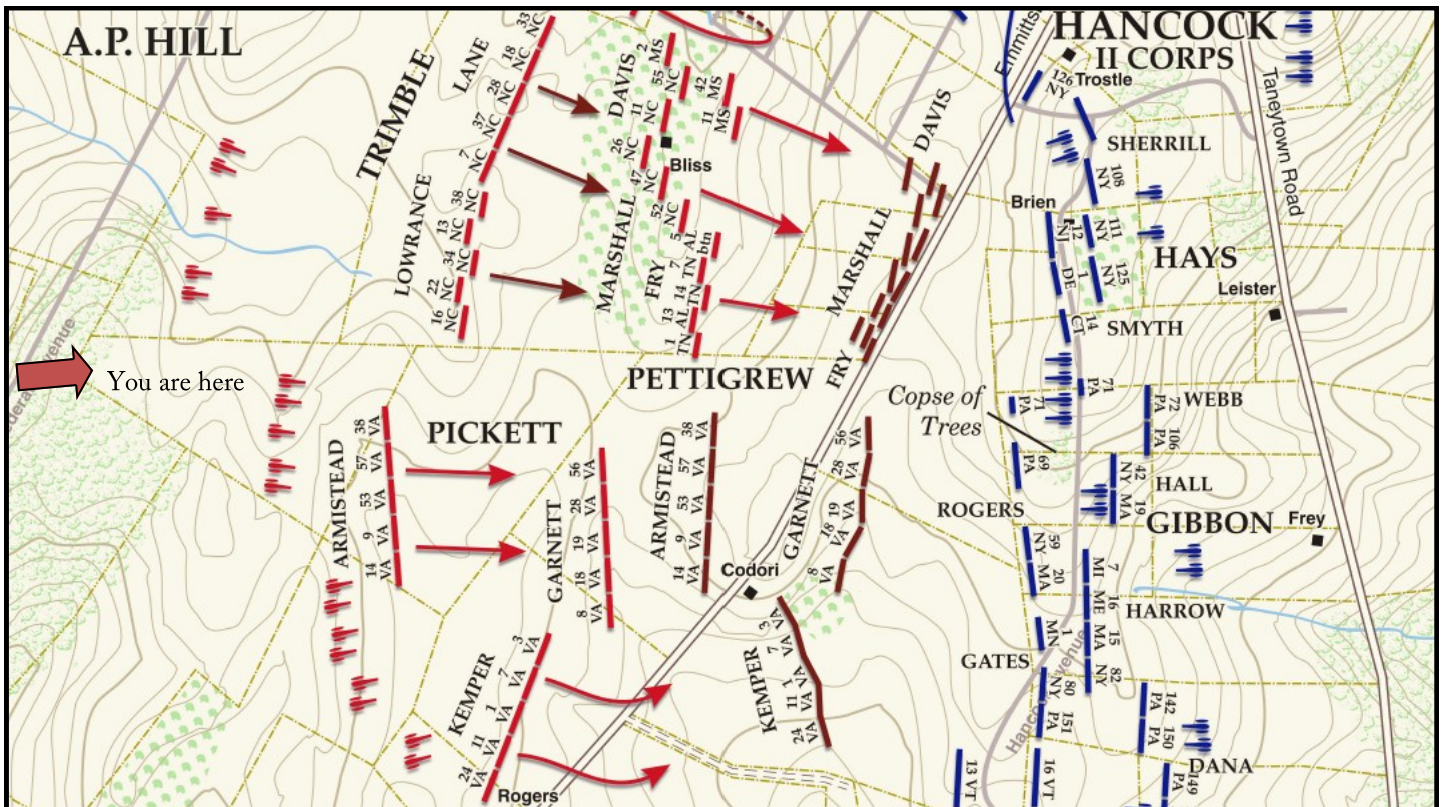 A.P. HILL
TRIMBLE
LANE
33 NC
18 NC
28 NC
37 NC
7 NC
LOWRANCE
38 NC
13 NC
34 NC
22 NC
16 NC
DAVIS
2 MS
55 NC
42 MS
11 MS
11 NC
26 NC
Bliss
47 NC
52 NC
MARSHALL
FRY
5 AL btn
7 TN
14 TN
13 AL
1 TN
PETTIGREW
DAVIS
MARSHALL
FRY
HANCOCK
II CORPS
Emmitts
Trostle
126 NY
Taneytown Road
SHERRILL
108 NY
Brien
12 NJ
111 NY
HAYS
1 DE
125 NY
Leister
14 CT
SMYTH
You are here
PICKETT
ARMISTEAD
38 VA
57 VA
53 VA
9 VA
14 VA
GARNETT
56 VA
28 VA
19 VA
18 VA
8 VA
KEMPER
3 VA
7 VA
1 VA
11 VA
24 VA
Rogers
ARMISTEAD
38 VA
57 VA
53 VA
9 VA
14 VA
Codori
GARNETT
56 VA
28 VA
19 VA
18 VA
8 VA
KEMPER
3 VA
7 VA
1 VA
11 VA
24 VA
Copse of
Trees
71 PA
71 PA
72 PA
WEBB
106 PA
69 PA
42 NY
HALL
19 MA
ROGERS
GIBBON
Frey
59 NY
20 MA
7 MI
16 ME
HARROW
15 MA
82 NY
1 MN
GATES
80 NY
151 PA
142 PA
150 PA
DANA
149 PA
13 VT
16 VT